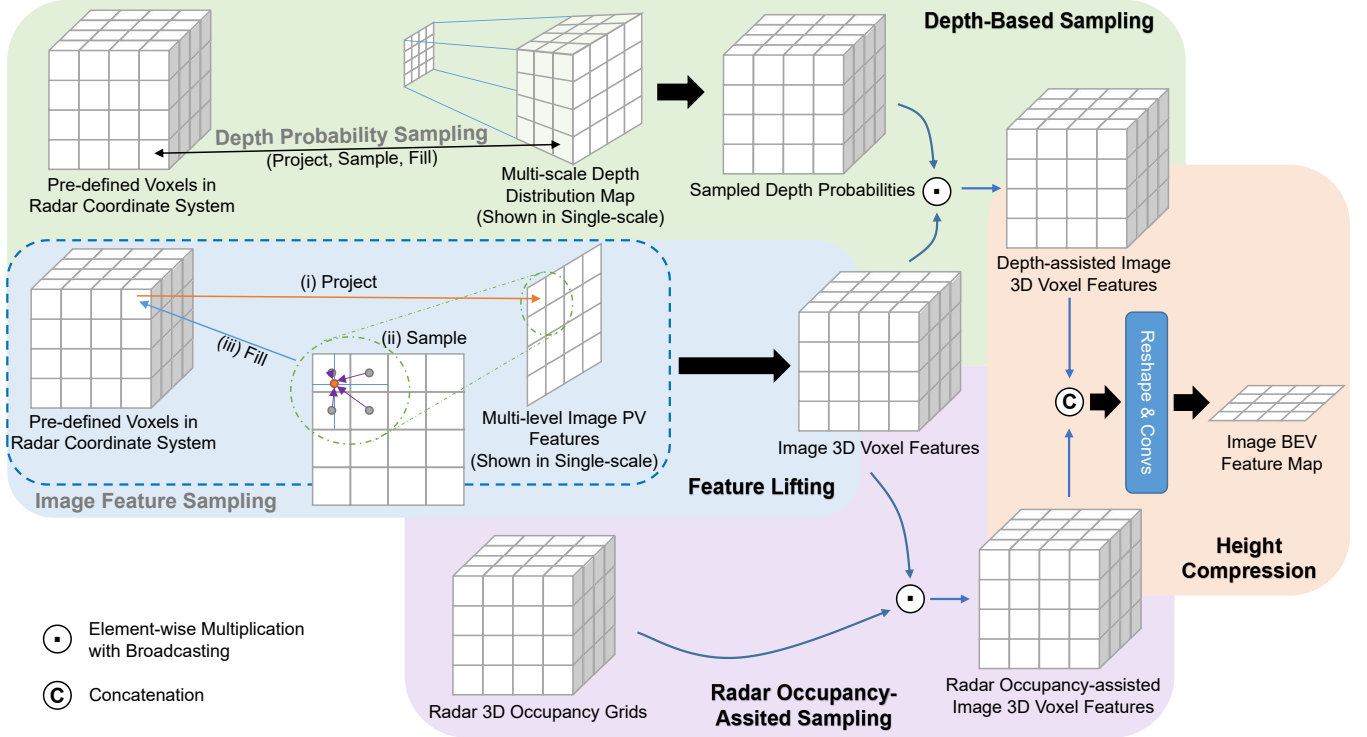 Depth-Based Sampling
Depth Probability Sampling
(Project, Sample, Fill)
Pre-defined Voxels in
Radar Coordinate System
Multi-scale Depth
Distribution Map
(Shown in Single-scale)
Sampled Depth Probabilities
Depth-assisted Image
3D Voxel Features
(i) Project
(ii) Sample
(iii) Fill
Pre-defined Voxels in
Radar Coordinate System
Multi-level Image PV
Features
(Shown in Single-scale)
Image Feature Sampling
Feature Lifting
Image 3D Voxel Features
C
Reshape & Convs
Image BEV
Feature Map
Height
Compression
Radar 3D Occupancy Grids
Radar Occupancy-
Assited Sampling
Radar Occupancy-assisted
Image 3D Voxel Features
Element-wise Multiplication
with Broadcasting
C
Concatenation